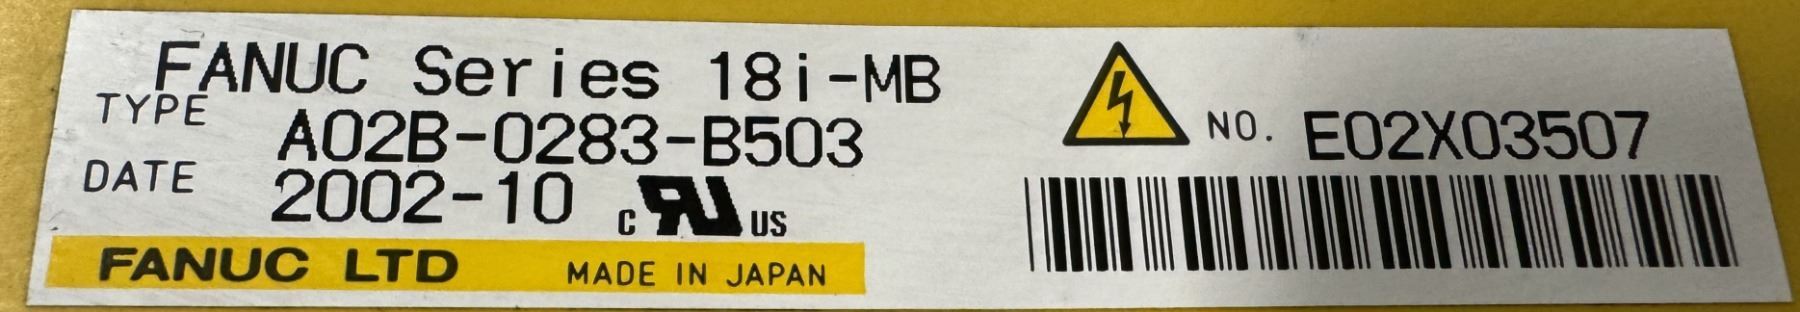 FANUC Series 18i-MB
TYPE A02B-0283-B503
DATE 2002-10
c RU US
FANUC LTD MADE IN JAPAN
NO. E02X03507